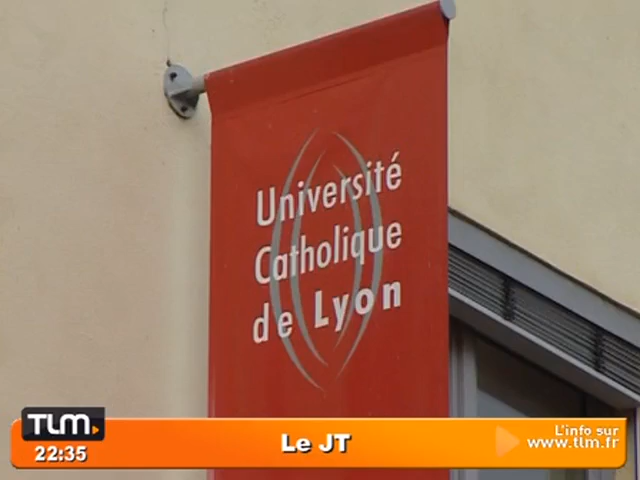 Université
Catholique
de Lyon
TLM
22:35
Le JT
L'info sur
www.tlm.fr